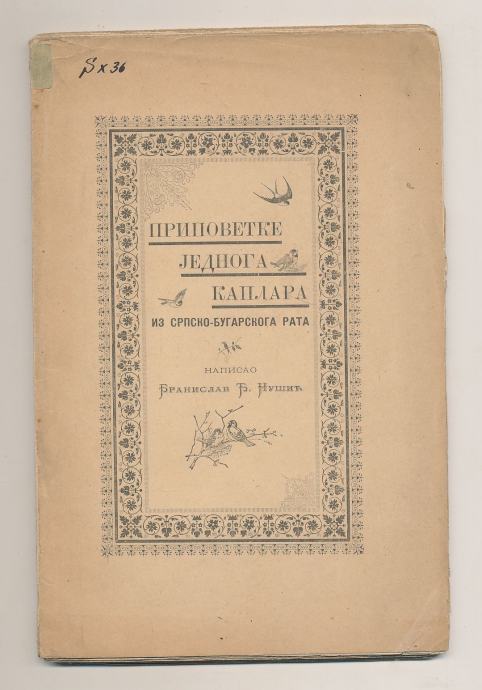 S x 36
ПРИПОВЕТКЕ
ЈЕДНОГА
КАПЛАРА
ИЗ СРПСКО-БУГАРСКОГА РАТА
НАПИСАО
Бранислав Ђ. Нушић